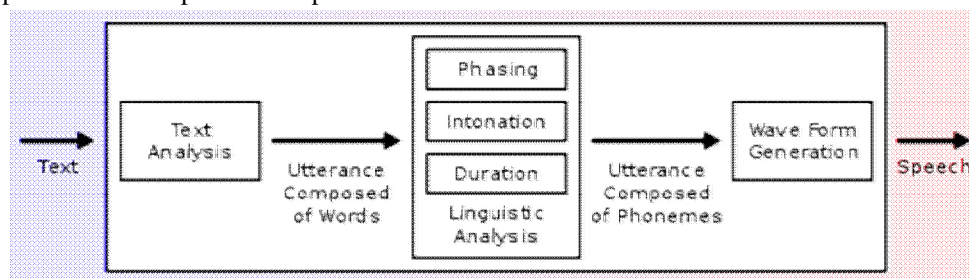 Text
Text
Analysis
Utterance
Composed
of Words
Phasing
Intonation
Duration
Linguistic
Analysis
Utterance
Composed
of Phonemes
Wave Form
Generation
Speech